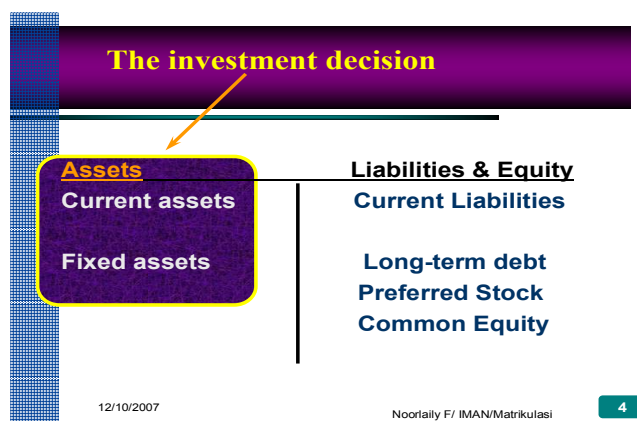 The investment decision
Assets Liabilities & Equity
Current assets Current Liabilities
Fixed assets Long-term debt
Preferred Stock
Common Equity
12/10/2007 Noorlaily F/ IMAN/Matrikulasi 4